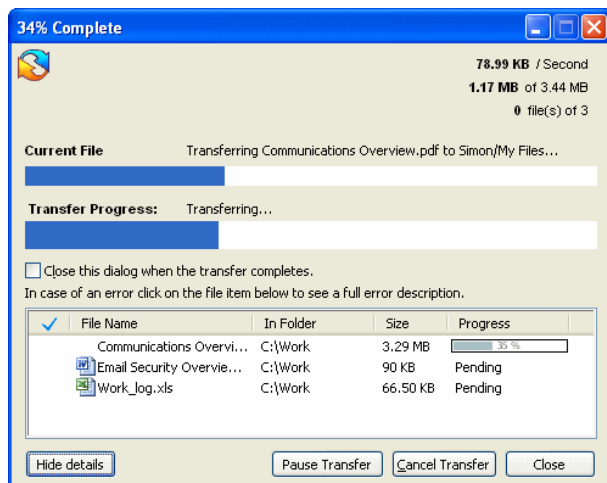 34% Complete
78.99 KB / Second
1.17 MB of 3.44 MB
0 file(s) of 3
Current File Transferring Communications Overview.pdf to Simon/My Files...
Transfer Progress: Transferring...
Close this dialog when the transfer completes.
In case of an error click on the file item below to see a full error description.
File Name In Folder Size Progress
Communications Overvi... C:\Work 3.29 MB 35 %
Email Security Overvie... C:\Work 90 KB Pending
Work_log.xls C:\Work 66.50 KB Pending
Hide details Pause Transfer Cancel Transfer Close